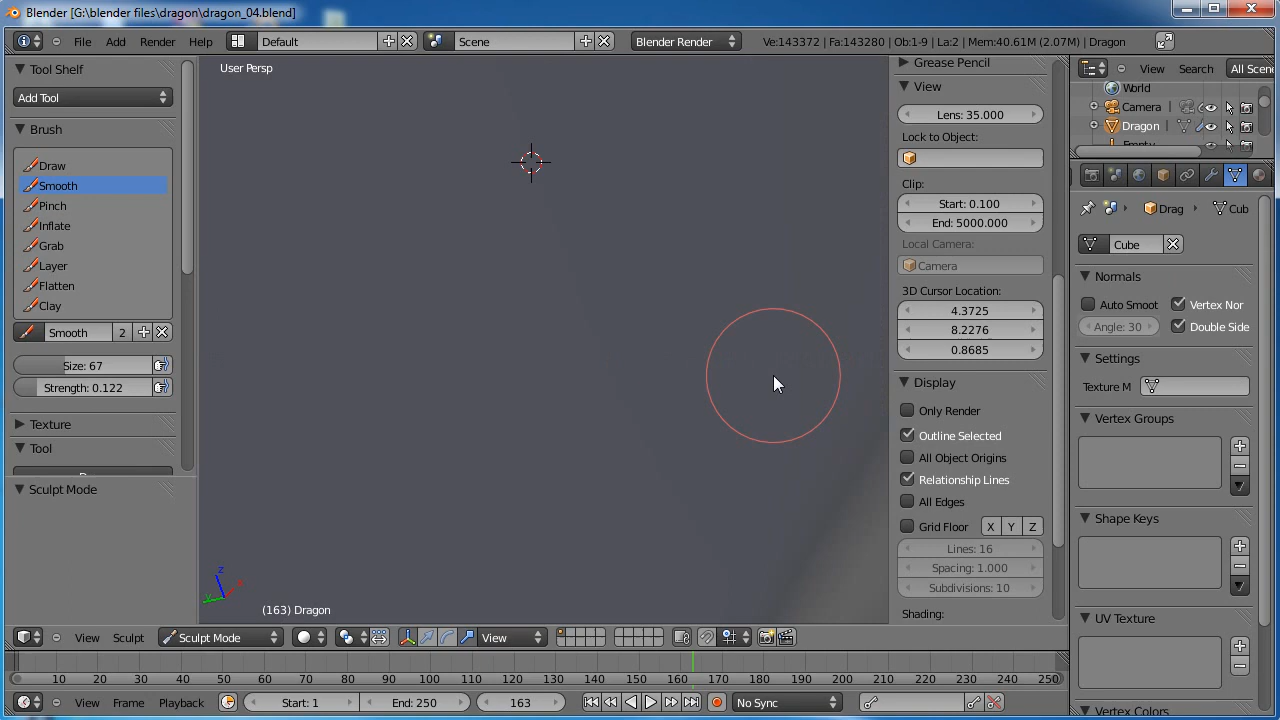 Blender [G:\blender files\dragon\dragon_04.blend]
File Add Render Help Default Scene Blender Render Ve:143372 | Fa:143280 | Ob:1-9 | La:2 | Mem:40.61M (2.07M) | Dragon
Tool Shelf
Add Tool
Brush
Draw
Smooth
Pinch
Inflate
Grab
Layer
Flatten
Clay
Smooth 2
Size: 67
Strength: 0.122
Texture
Tool
Sculpt Mode
User Persp
z
x
y
(163) Dragon
Grease Pencil
View
Lens: 35.000
Lock to Object:
Clip:
Start: 0.100
End: 5000.000
Local Camera:
Camera
3D Cursor Location:
4.3725
8.2276
0.8685
Display
Only Render
Outline Selected
All Object Origins
Relationship Lines
All Edges
Grid Floor X Y Z
Lines: 16
Spacing: 1.000
Subdivisions: 10
Shading:
View Search All Scene
World
Camera
Dragon
Empty
Drag Cub
Cube
Normals
Auto Smoot Vertex Nor
Angle: 30 Double Side
Settings
Texture M
Vertex Groups
Shape Keys
UV Texture
Vertex Colors
View Sculpt Sculpt Mode View
10 20 30 40 50 60 70 80 90 100 110 120 130 140 150 160 170 180 190 200 210 220 230 240 250
View Frame Playback Start: 1 End: 250 163 No Sync